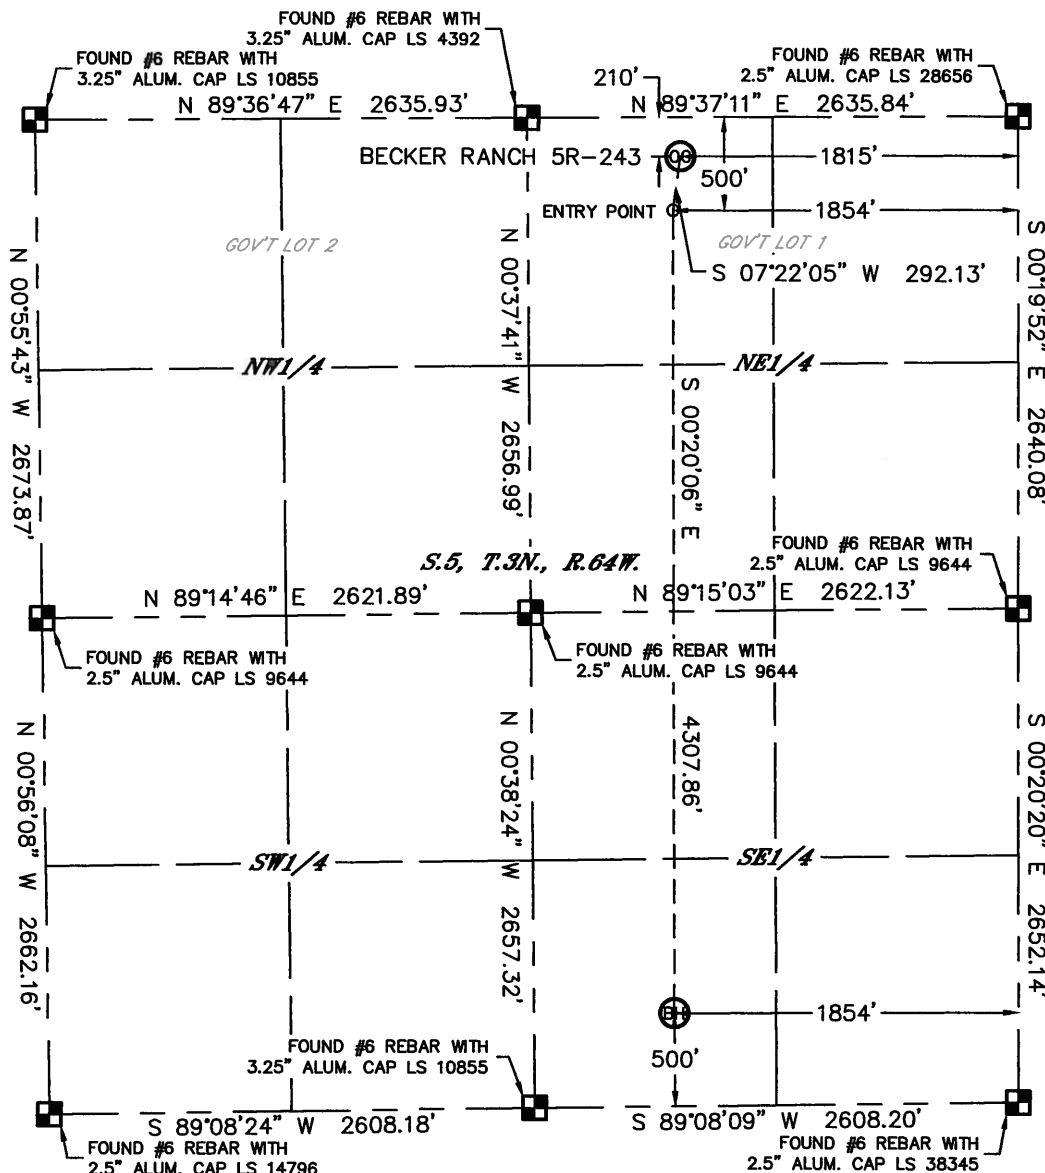 FOUND #6 REBAR WITH
3.25" ALUM. CAP LS 4392
FOUND #6 REBAR WITH
3.25" ALUM. CAP LS 10855
FOUND #6 REBAR WITH
2.5" ALUM. CAP LS 28656
210'
N 89°36'47" E 2635.93'
N 89°37'11" E 2635.84'
BECKER RANCH 5R-243
1815'
500'
ENTRY POINT
1854'
GOV'T LOT 2
GOV'T LOT 1
S 07°22'05" W 292.13'
N 00°55'43" W 2673.87'
N 00°37'41" W 2656.99'
S 00°20'06" E
S 00°19'52" E 2640.08'
NW1/4
NE1/4
S.5, T.3N., R.64W.
FOUND #6 REBAR WITH
2.5" ALUM. CAP LS 9644
N 89°14'46" E 2621.89'
N 89°15'03" E 2622.13'
FOUND #6 REBAR WITH
2.5" ALUM. CAP LS 9644
FOUND #6 REBAR WITH
2.5" ALUM. CAP LS 9644
N 00°56'08" W 2662.16'
N 00°38'24" W 2657.32'
4307.86'
S 00°20'20" E 2652.14'
SW1/4
SE1/4
BH
1854'
500'
FOUND #6 REBAR WITH
3.25" ALUM. CAP LS 10855
S 89°08'24" W 2608.18'
S 89°08'09" W 2608.20'
FOUND #6 REBAR WITH
2.5" ALUM. CAP LS 14796
FOUND #6 REBAR WITH
2.5" ALUM. CAP LS 38345